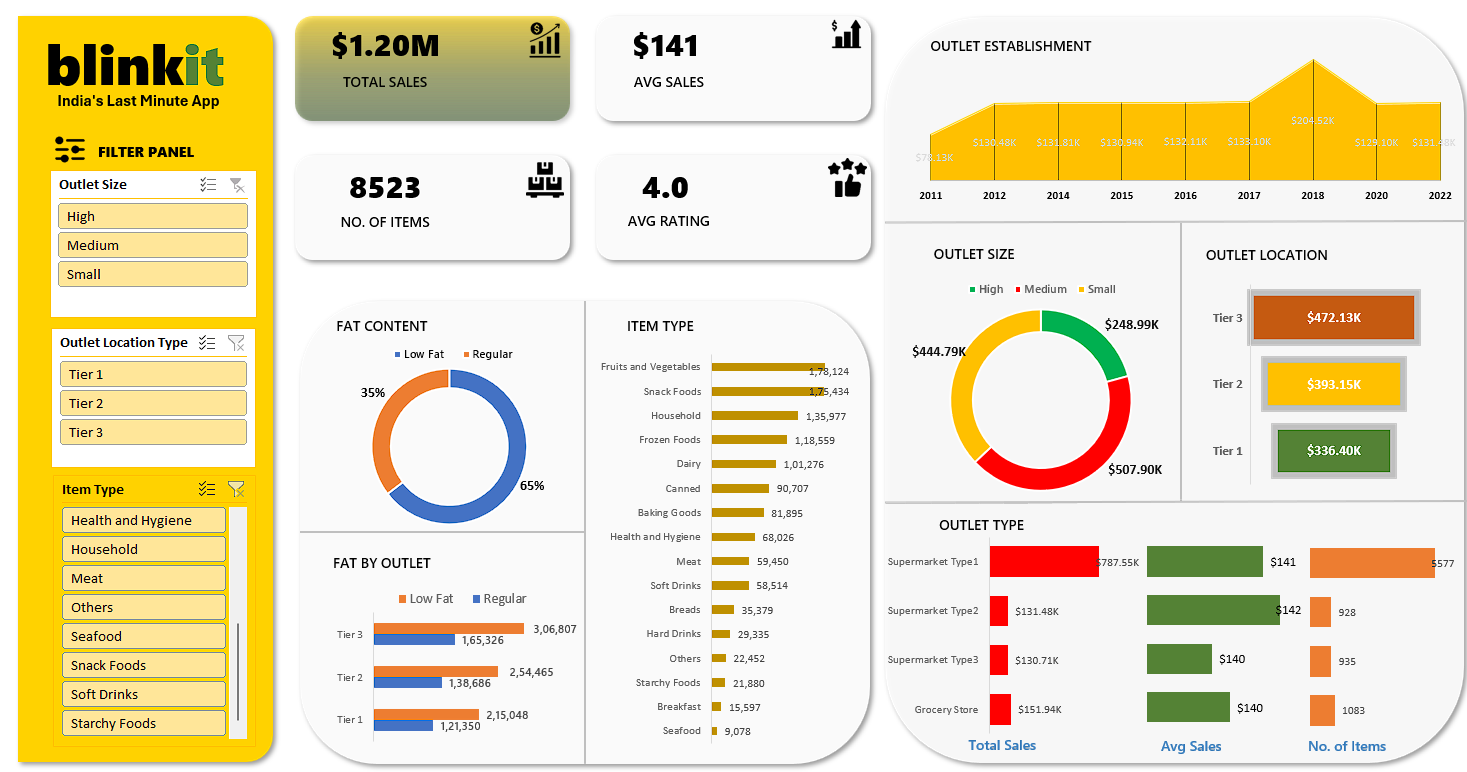 blinkit
India's Last Minute App
FILTER PANEL
Outlet Size
High
Medium
Small
Outlet Location Type
Tier 1
Tier 2
Tier 3
Item Type
Health and Hygiene
Household
Meat
Others
Seafood
Snack Foods
Soft Drinks
Starchy Foods
$1.20M
TOTAL SALES
$
$141
AVG SALES
$
8523
NO. OF ITEMS
4.0
AVG RATING
FAT CONTENT
Low Fat Regular
35%
65%
FAT BY OUTLET
Low Fat Regular
Tier 3 3,06,807
1,65,326
Tier 2 2,54,465
1,38,686
Tier 1 2,15,048
1,21,350
ITEM TYPE
Fruits and Vegetables 1,78,124
Snack Foods 1,75,434
Household 1,35,977
Frozen Foods 1,18,559
Dairy 1,01,276
Canned 90,707
Baking Goods 81,895
Health and Hygiene 68,026
Meat 59,450
Soft Drinks 58,514
Breads 35,379
Hard Drinks 29,335
Others 22,452
Starchy Foods 21,880
Breakfast 15,597
Seafood 9,078
OUTLET ESTABLISHMENT
$204.52K
$78.13K $130.48K $131.81K $130.94K $132.11K $133.10K $129.10K $131.48K
2011 2012 2014 2015 2016 2017 2018 2020 2022
OUTLET SIZE
High Medium Small
$248.99K
$444.79K
$507.90K
OUTLET LOCATION
Tier 3 $472.13K
Tier 2 $393.15K
Tier 1 $336.40K
OUTLET TYPE
Supermarket Type1 $787.55K $141 5577
Supermarket Type2 $131.48K $142 928
Supermarket Type3 $130.71K $140 935
Grocery Store $151.94K $140 1083
Total Sales Avg Sales No. of Items